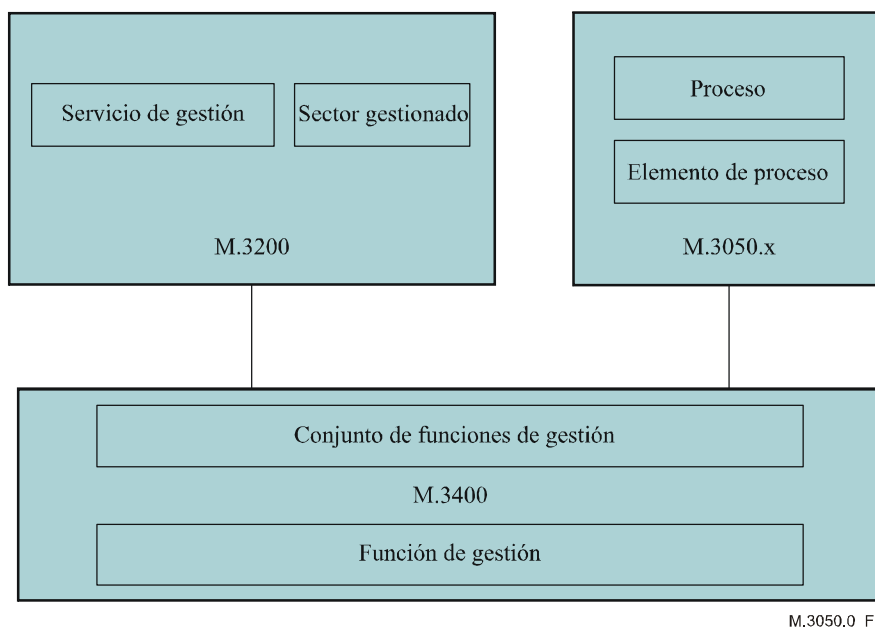 Servicio de gestión
Sector gestionado
M.3200
Proceso
Elemento de proceso
M.3050.x
Conjunto de funciones de gestión
M.3400
Función de gestión
M.3050.0_F